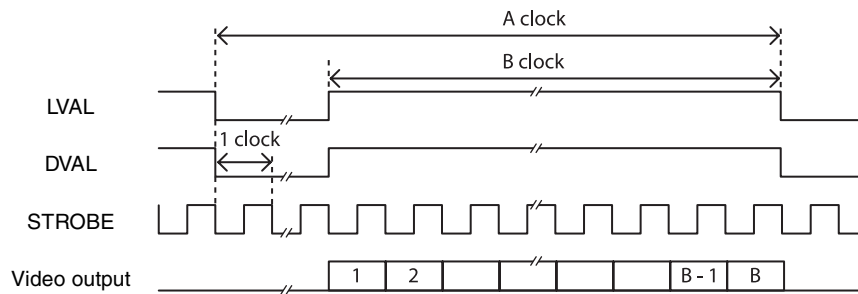 A clock
B clock
LVAL
1 clock
DVAL
STROBE
Video output 1 2 B - 1 B